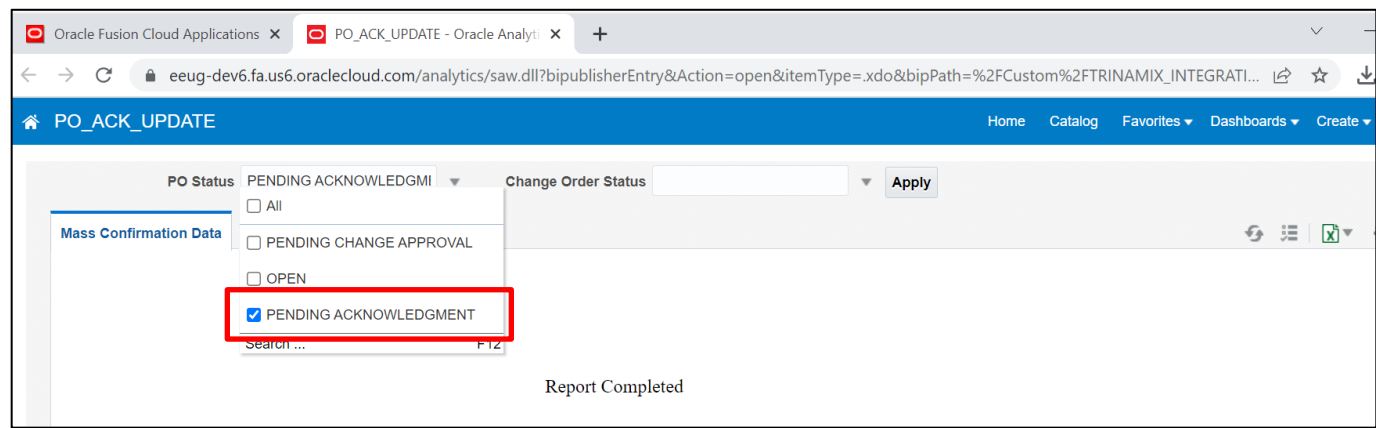 Oracle Fusion Cloud Applications
PO_ACK_UPDATE - Oracle Analyti
eeug-dev6.fa.us6.oraclecloud.com/analytics/saw.dll?bipublisherEntry&Action=open&itemType=.xdo&bipPath=%2FCustom%2FTRINAMIX_INTEGRATI...
PO_ACK_UPDATE Home Catalog Favorites Dashboards Create
PO Status PENDING ACKNOWLEDGMI Change Order Status Apply
All
Mass Confirmation Data
PENDING CHANGE APPROVAL
OPEN
PENDING ACKNOWLEDGMENT
Search ... F12
Report Completed